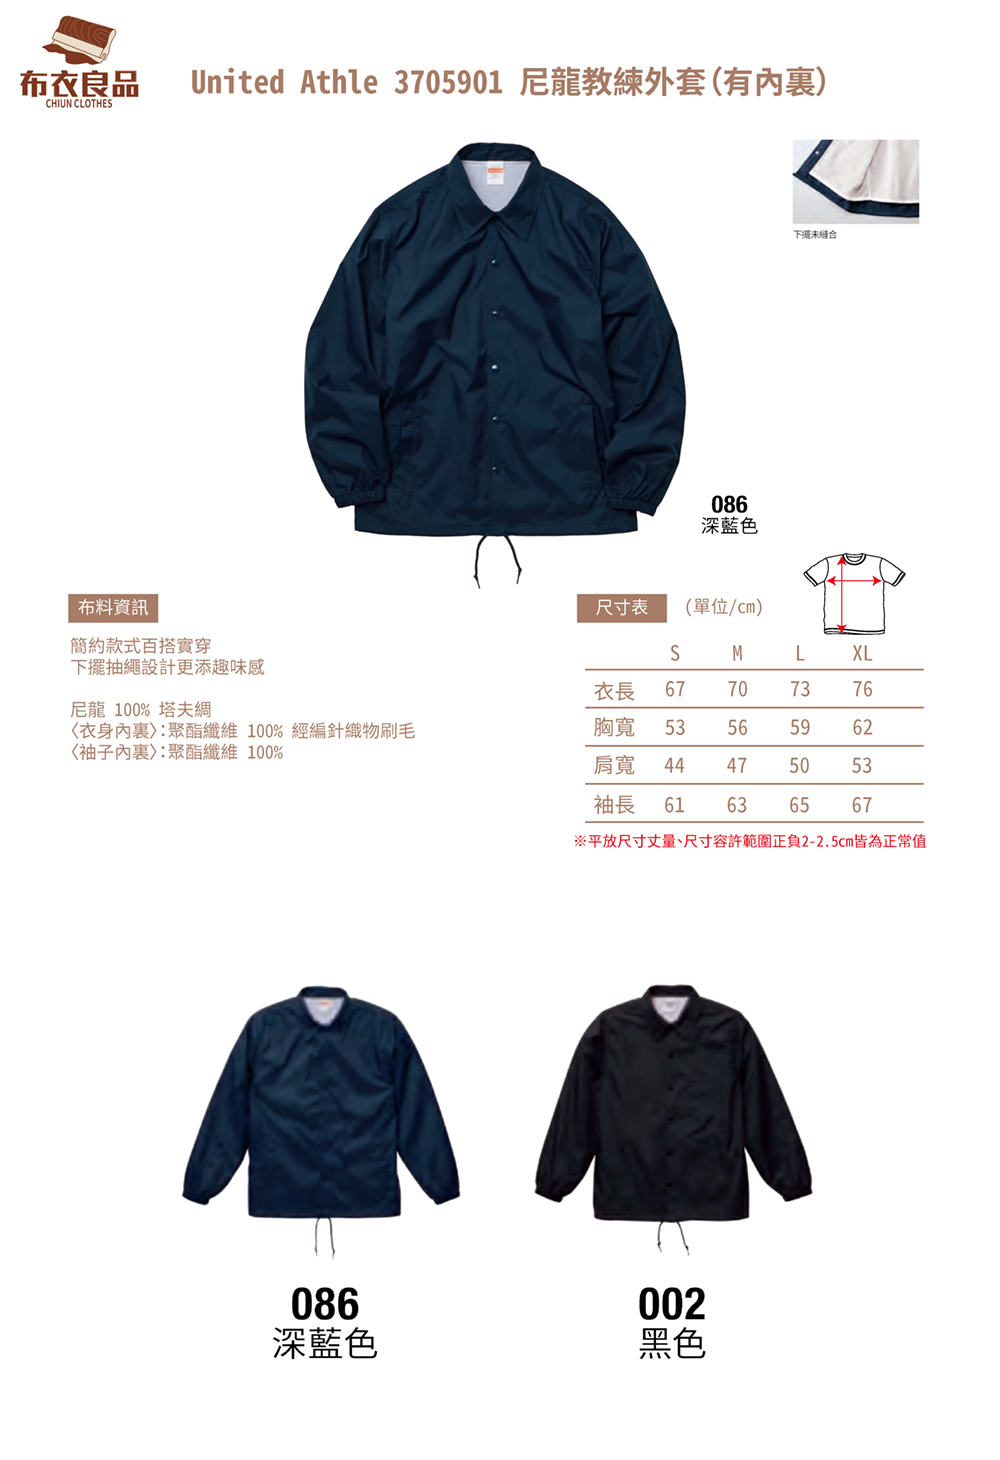 布衣良品
CHIUN CLOTHES
United Athle 3705901 尼龍教練外套(有內裏)
下擺未縫合
086
深藍色
布料資訊
簡約款式百搭實穿
下擺抽繩設計更添趣味感
尼龍 100% 塔夫綢
〈衣身內裏〉:聚酯纖維 100% 經編針織物刷毛
〈袖子內裏〉:聚酯纖維 100%
尺寸表 (單位/cm)
S M L XL
衣長 67 70 73 76
胸寬 53 56 59 62
肩寬 44 47 50 53
袖長 61 63 65 67
※平放尺寸丈量、尺寸容許範圍正負2-2.5cm皆為正常值
086
深藍色
002
黑色